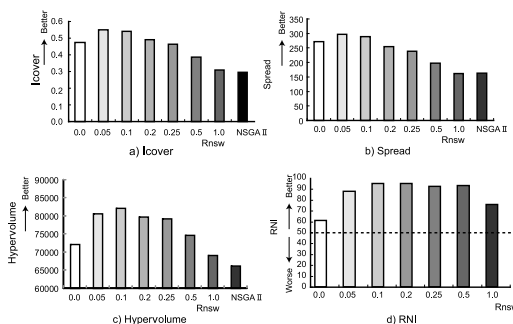 Better
Icover
0.6
0.5
0.4
0.3
0.2
0.1
0.0
0.0 0.05 0.1 0.2 0.25 0.5 1.0 NSGA II
Rnsw
a) Icover
Better
Spread
350
300
250
200
150
100
50
0
0.0 0.05 0.1 0.2 0.25 0.5 1.0 NSGA II
Rnsw
b) Spread
Better
Hypervolume
90000
85000
80000
75000
70000
65000
60000
0.0 0.05 0.1 0.2 0.25 0.5 1.0 NSGA II
Rnsw
c) Hypervolume
Better
RNI
Worse
100
90
80
70
60
50
40
30
20
10
0
0.0 0.05 0.1 0.2 0.25 0.5 1.0
Rnsw
d) RNI